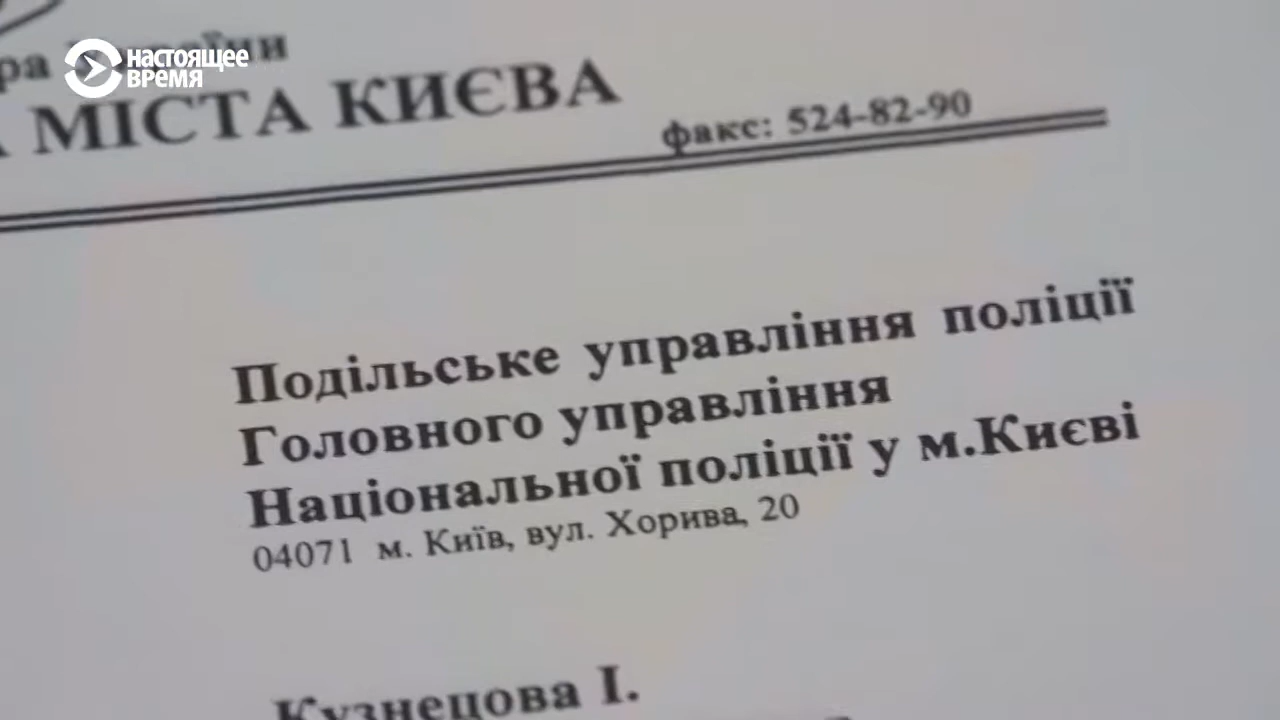 НАСТОЯЩЕЕ
ВРЕМЯ
МІСТА КИЄВА
факс: 524-82-90
Подільське управління поліції
Головного управління
Національної поліції у м.Києві
04071 м. Київ, вул. Хорива, 20
Кузнецова І.